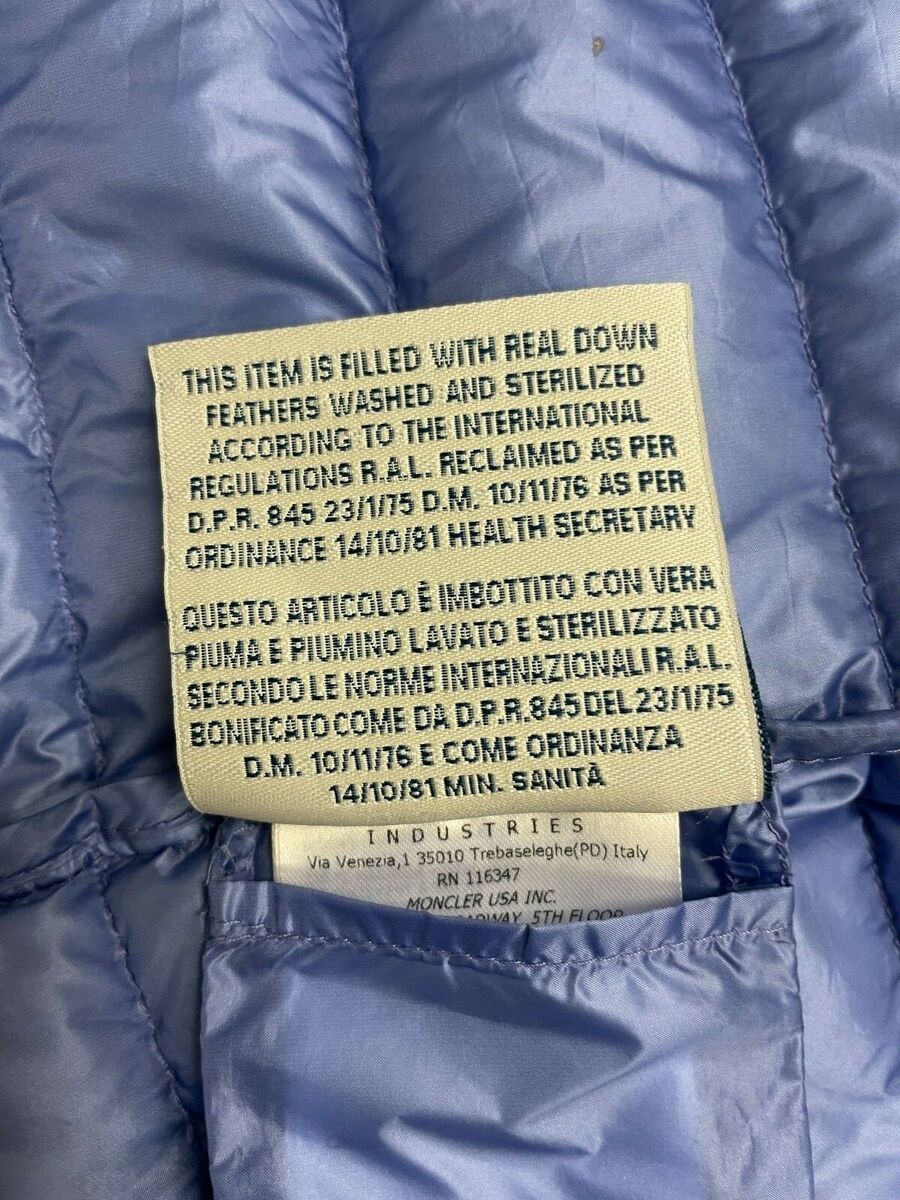 THIS ITEM IS FILLED WITH REAL DOWN
FEATHERS WASHED AND STERILIZED
ACCORDING TO THE INTERNATIONAL
REGULATIONS R.A.L. RECLAIMED AS PER
D.P.R. 845 23/1/75 D.M. 10/11/76 AS PER
ORDINANCE 14/10/81 HEALTH SECRETARY
QUESTO ARTICOLO È IMBOTTITO CON VERA
PIUMA E PIUMINO LAVATO E STERILIZZATO
SECONDO LE NORME INTERNAZIONALI R.A.L.
BONIFICATO COME DA D.P.R. 845 DEL 23/1/75
D.M. 10/11/76 E COME ORDINANZA
14/10/81 MIN. SANITÀ
INDUSTRIES
Via Venezia,1 35010 Trebaseleghe(PD) Italy
RN 116347
MONCLER USA INC.
5TH FLOOR